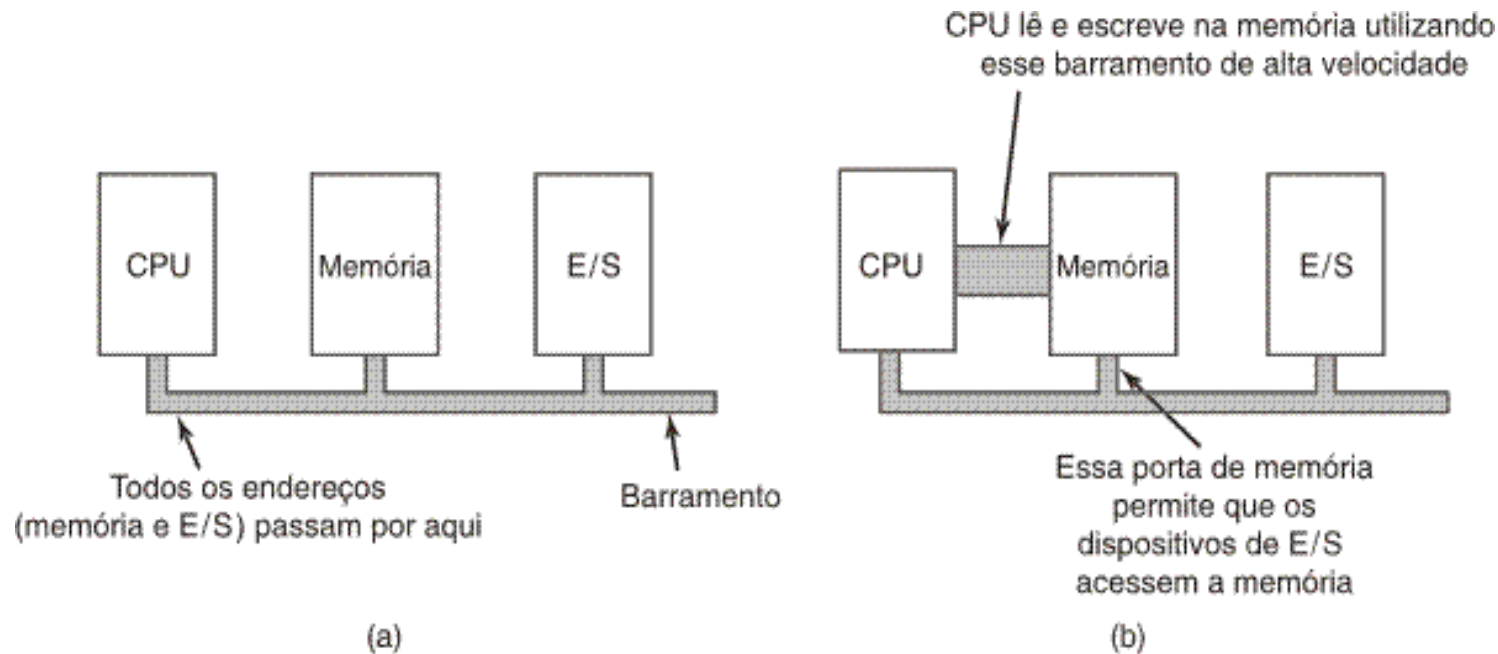 CPU lê e escreve na memória utilizando
esse barramento de alta velocidade
CPU
Memória
E/S
CPU
Memória
E/S
Todos os endereços
(memória e E/S) passam por aqui
Barramento
Essa porta de memória
permite que os
dispositivos de E/S
acessem a memória
(a)
(b)